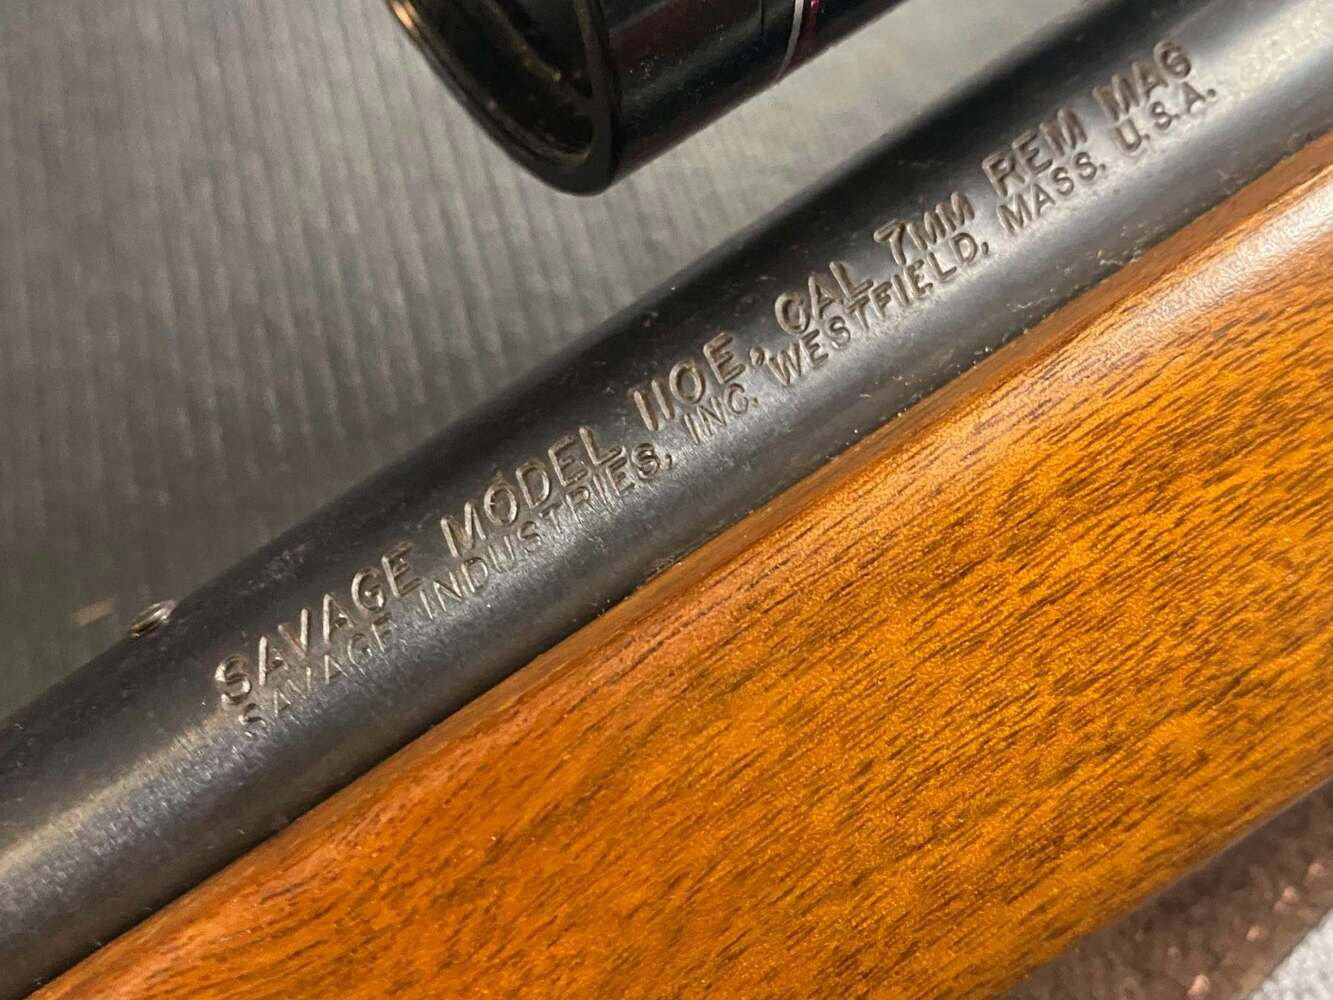 SAVAGE MODEL 110E, CAL 7MM REM MAG
SAVAGE INDUSTRIES, INC. WESTFIELD, MASS. U.S.A.